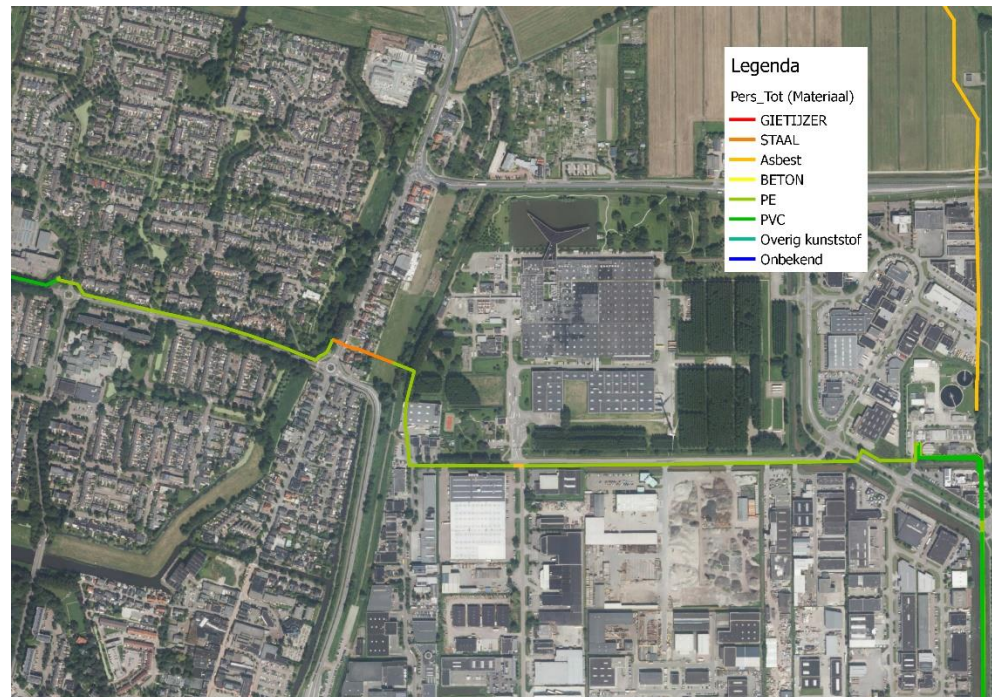 Legenda
Pers_Tot (Materiaal)
GIETIJZER
STAAL
Asbest
BETON
PE
PVC
Overig kunststof
Onbekend